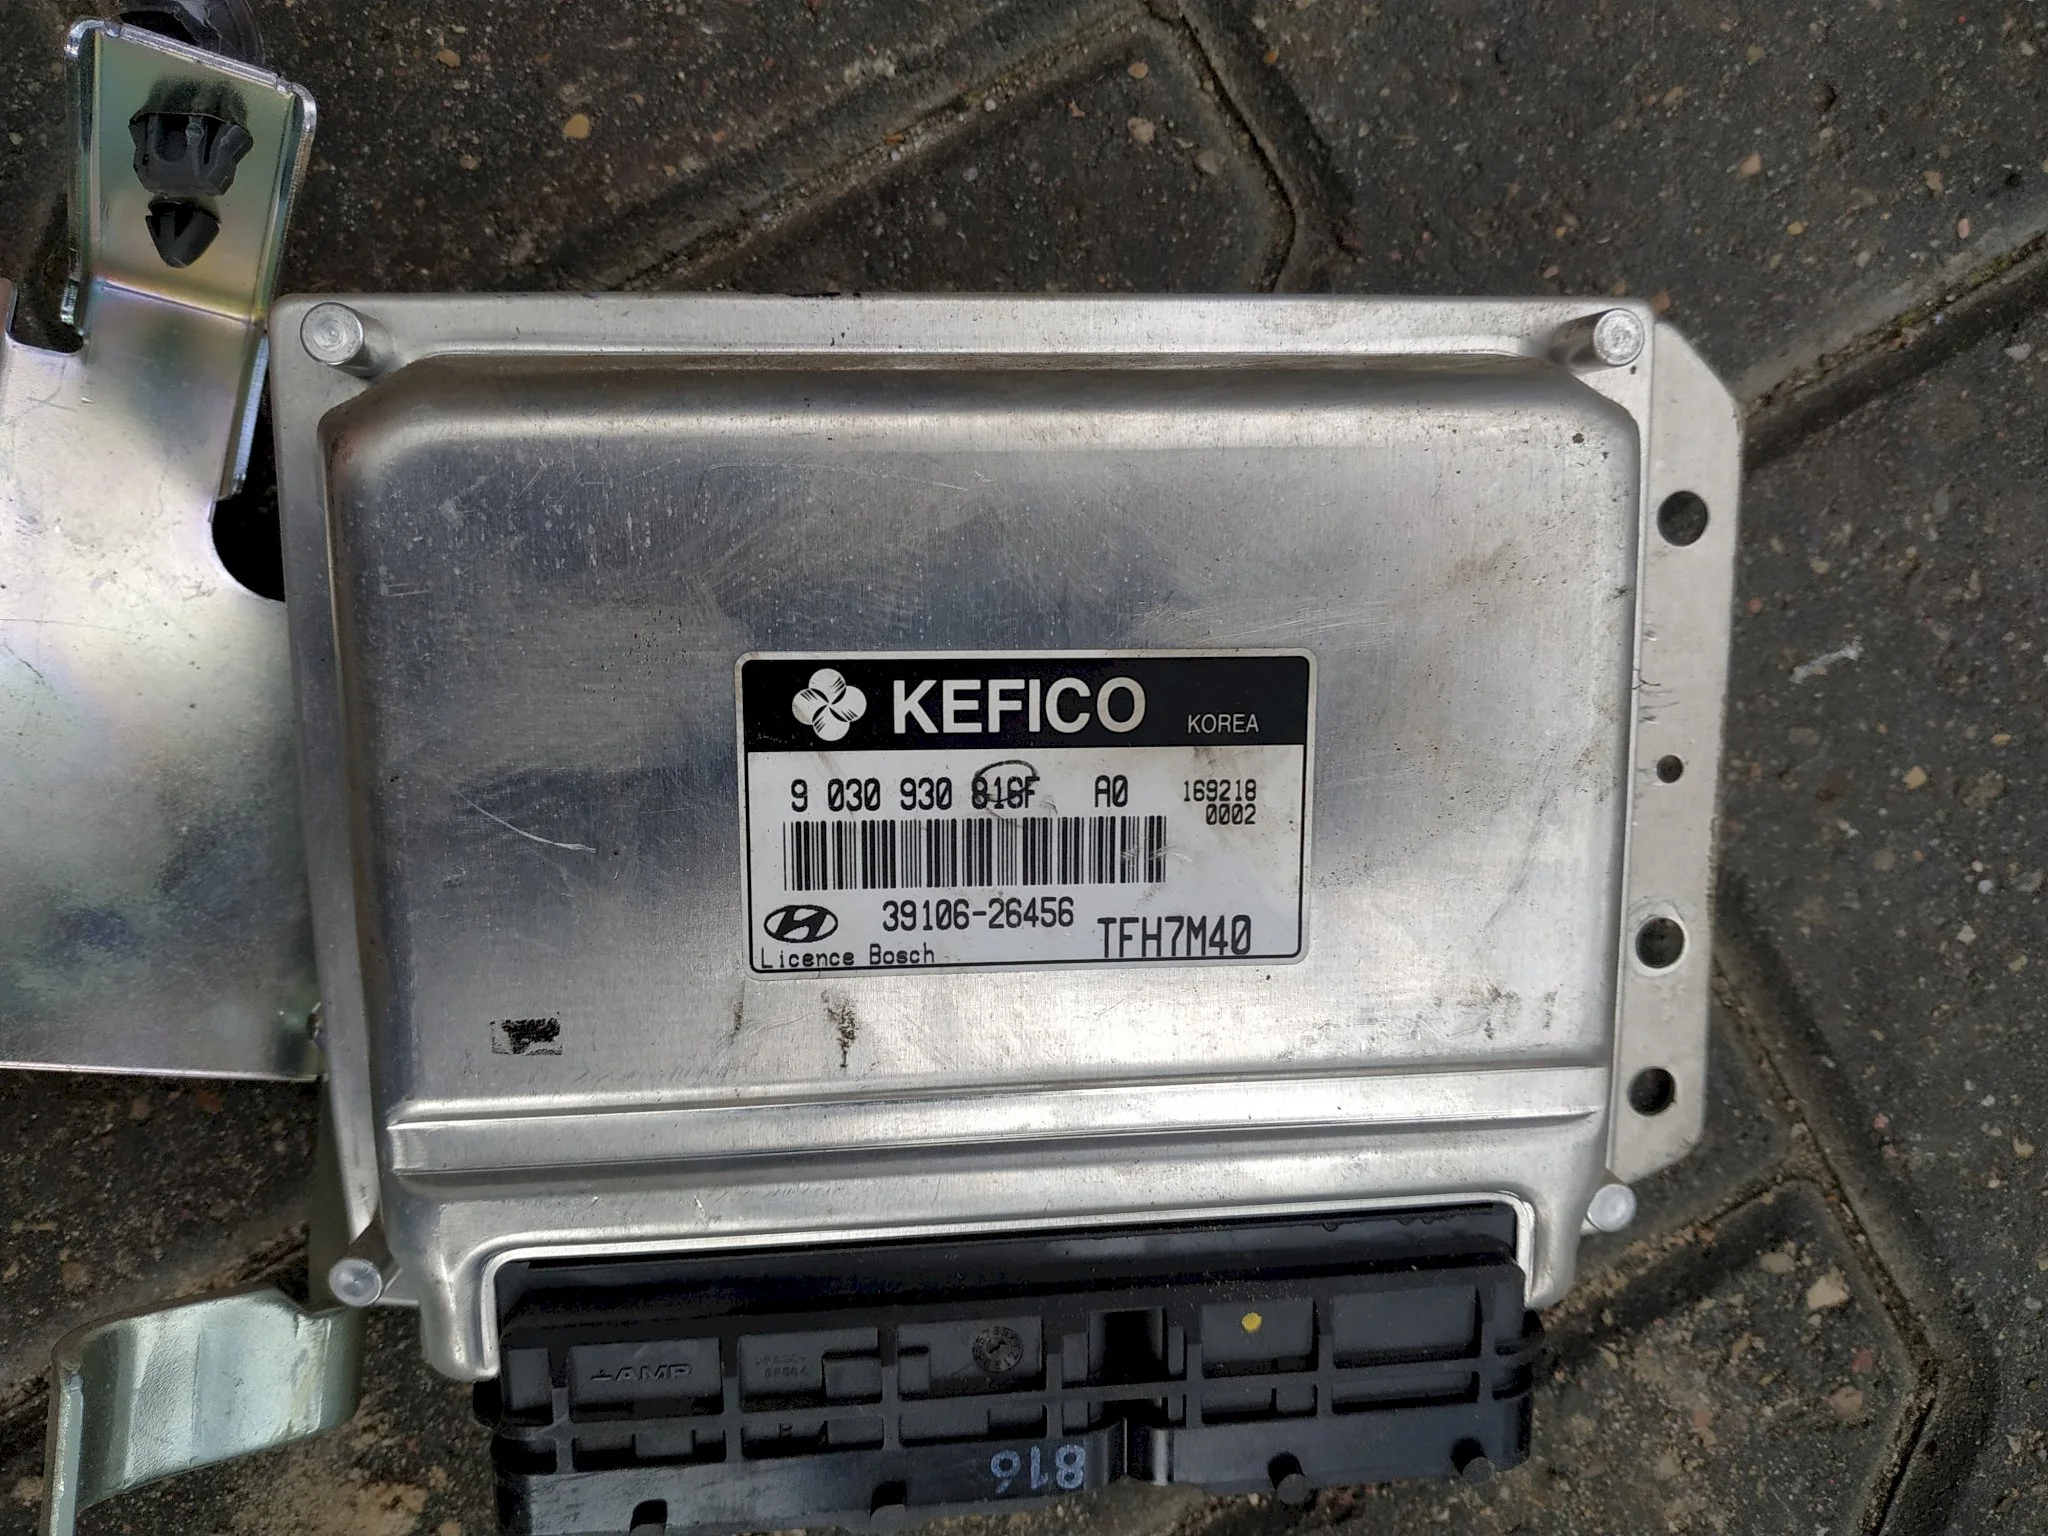 KEFICO KOREA
9 030 930 816F A0 169218
0002
39106-26456
TFH7M40
Licence Bosch
AMP
816